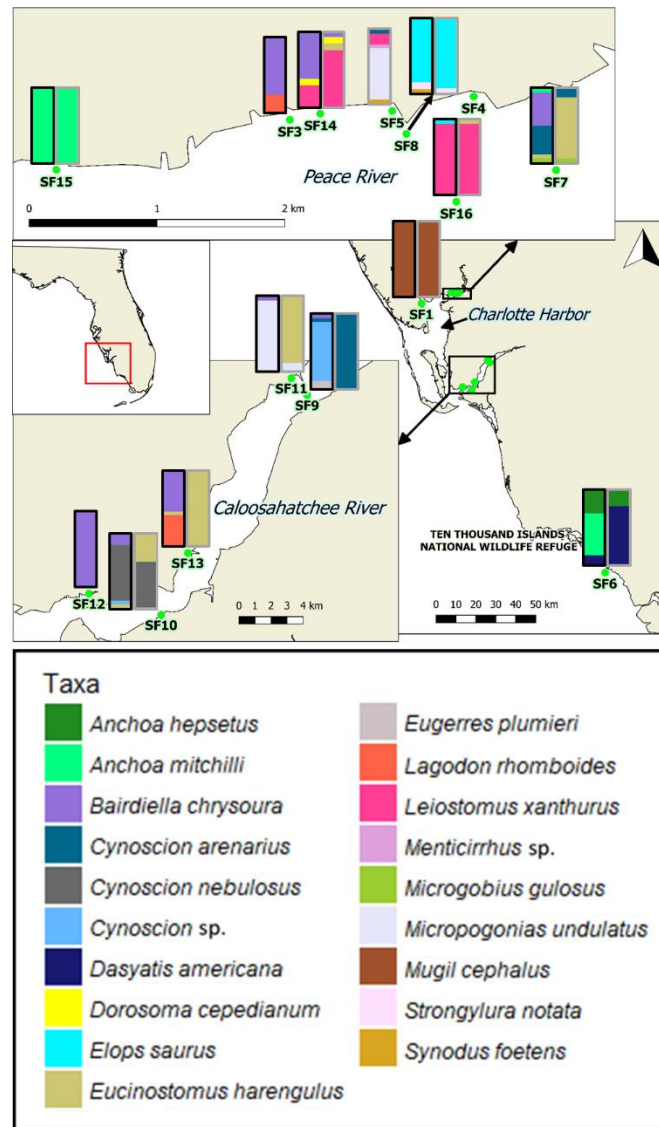 SF3
SF14
SF5
SF8
SF4
SF15
SF7
Peace River
SF16
0 1 2 km
SF1
Charlotte Harbor
SF11
SF9
Caloosahatchee River
SF13
SF12
SF10
0 1 2 3 4 km
TEN THOUSAND ISLANDS
NATIONAL WILDLIFE REFUGE
SF6
0 10 20 30 40 50 km
Taxa
Anchoa hepsetus
Anchoa mitchilli
Bairdiella chrysoura
Cynoscion arenarius
Cynoscion nebulosus
Cynoscion sp.
Dasyatis americana
Dorosoma cepedianum
Elops saurus
Eucinostomus harengulus
Eugerres plumieri
Lagodon rhomboides
Leiostomus xanthurus
Menticirrhus sp.
Microgobius gulosus
Micropogonias undulatus
Mugil cephalus
Strongylura notata
Synodus foetens